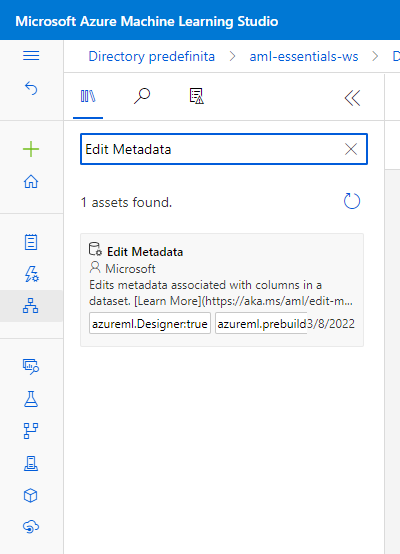 Microsoft Azure Machine Learning Studio
Directory predefinita > aml-essentials-ws > D
Edit Metadata
1 assets found.
Edit Metadata
Microsoft
Edits metadata associated with columns in a
dataset. [Learn More](https://aka.ms/aml/edit-m...
azureml.Designer:true azureml.prebuild 3/8/2022